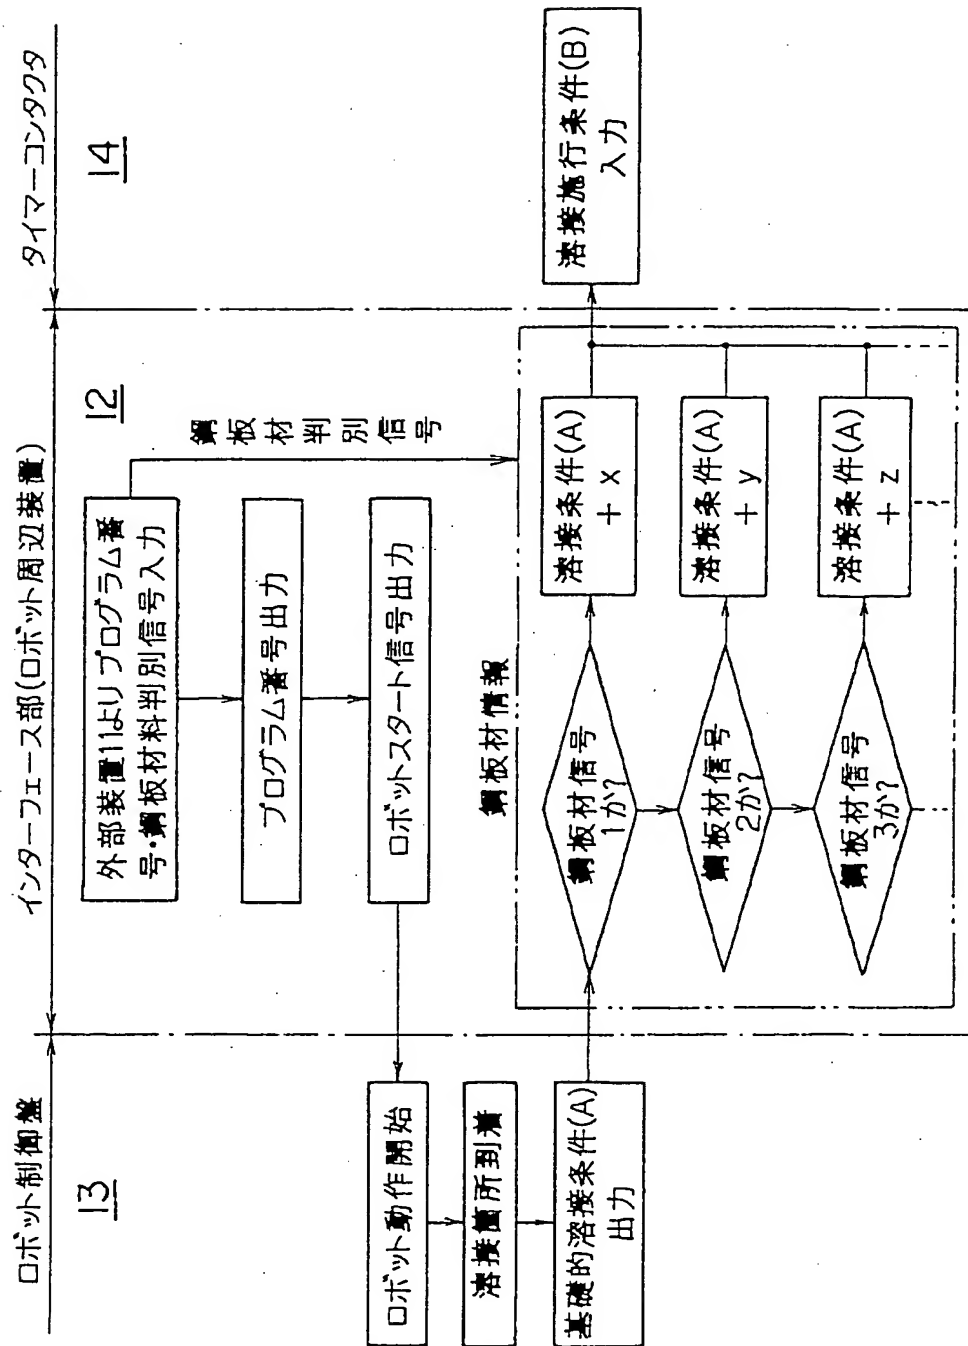 ロボット制御盤
インターフェース部(ロボット周辺装置)
タイマーコンタクタ
13
12
14
外部装置11よりプログラム番
号・鋼板材料判別信号入力
鋼板材判別信号
プログラム番号出力
ロボットスタート信号出力
ロボット動作開始
溶接箇所到着
基礎的溶接条件(A)
出力
鋼板材情報
鋼板材信号
1か?
溶接条件(A)
+ x
鋼板材信号
2か?
溶接条件(A)
+ y
鋼板材信号
3か?
溶接条件(A)
+ z
溶接施行条件(B)
入力